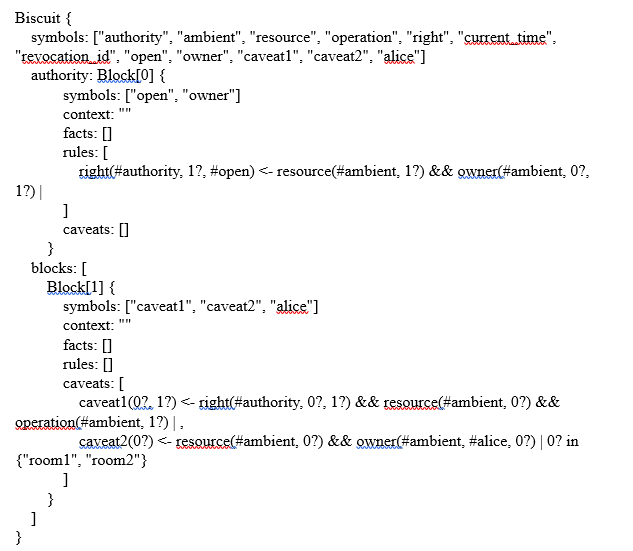 Biscuit {
symbols: ["authority", "ambient", "resource", "operation", "right", "current_time",
"revocation_id", "open", "owner", "caveat1", "caveat2", "alice"]
authority: Block[0] {
symbols: ["open", "owner"]
context: ""
facts: []
rules: [
right(#authority, 1?, #open) <- resource(#ambient, 1?) && owner(#ambient, 0?,
1?) |
]
caveats: []
}
blocks: [
Block[1] {
symbols: ["caveat1", "caveat2", "alice"]
context: ""
facts: []
rules: []
caveats: [
caveat1(0?, 1?) <- right(#authority, 0?, 1?) && resource(#ambient, 0?) &&
operation(#ambient, 1?) | ,
caveat2(0?) <- resource(#ambient, 0?) && owner(#ambient, #alice, 0?) | 0? in
{"room1", "room2"}
]
}
]
}